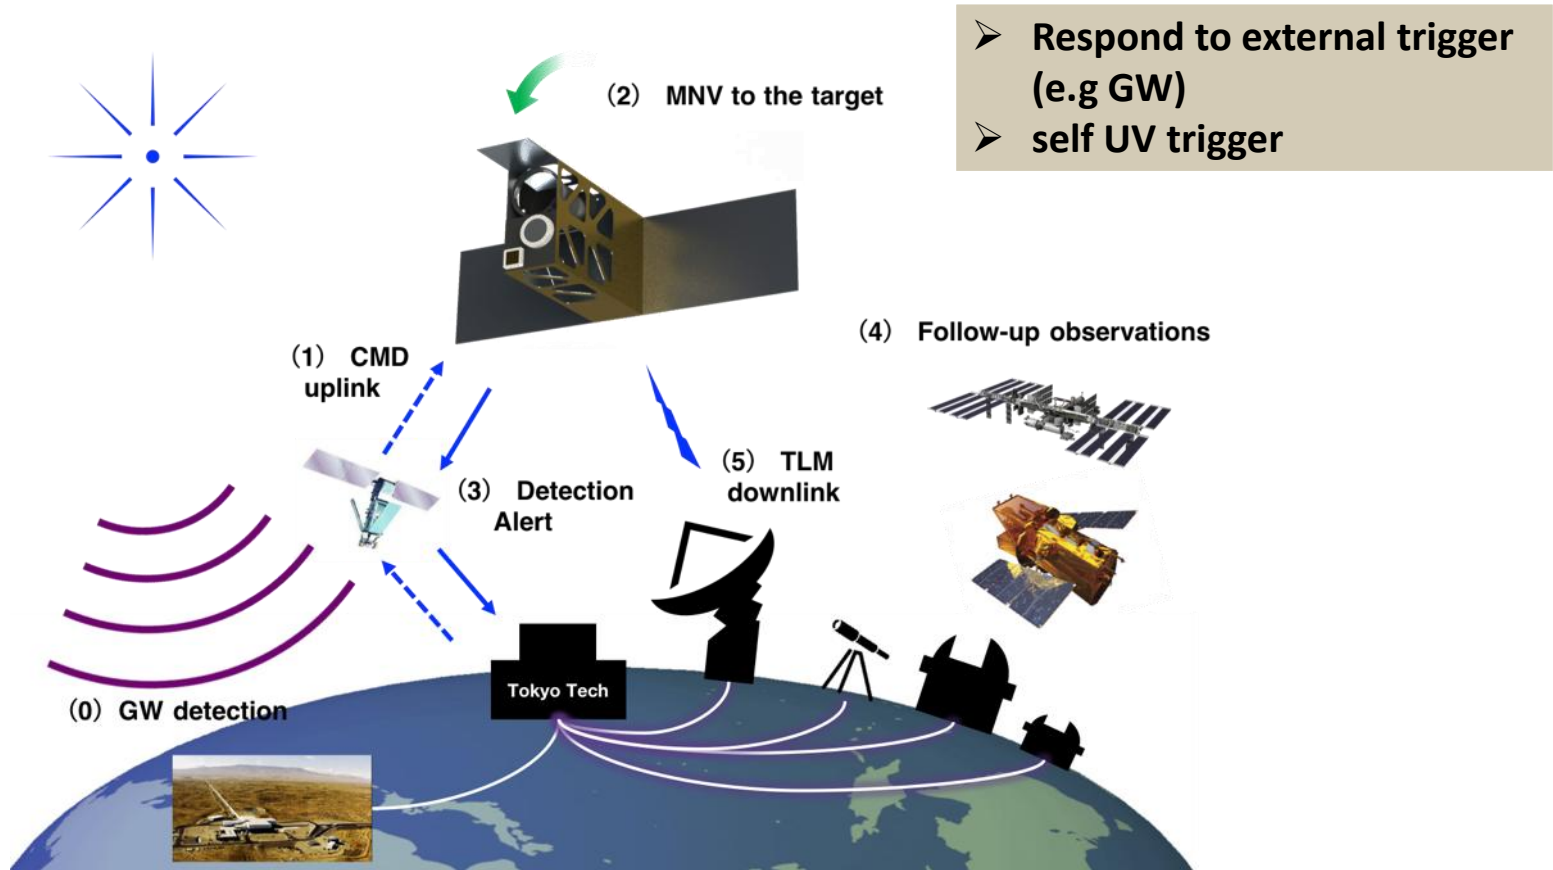 ➢ Respond to external trigger
(e.g GW)
➢ self UV trigger
(2) MNV to the target
(4) Follow-up observations
(1) CMD
uplink
(5) TLM
downlink
(3) Detection
Alert
Tokyo Tech
(0) GW detection